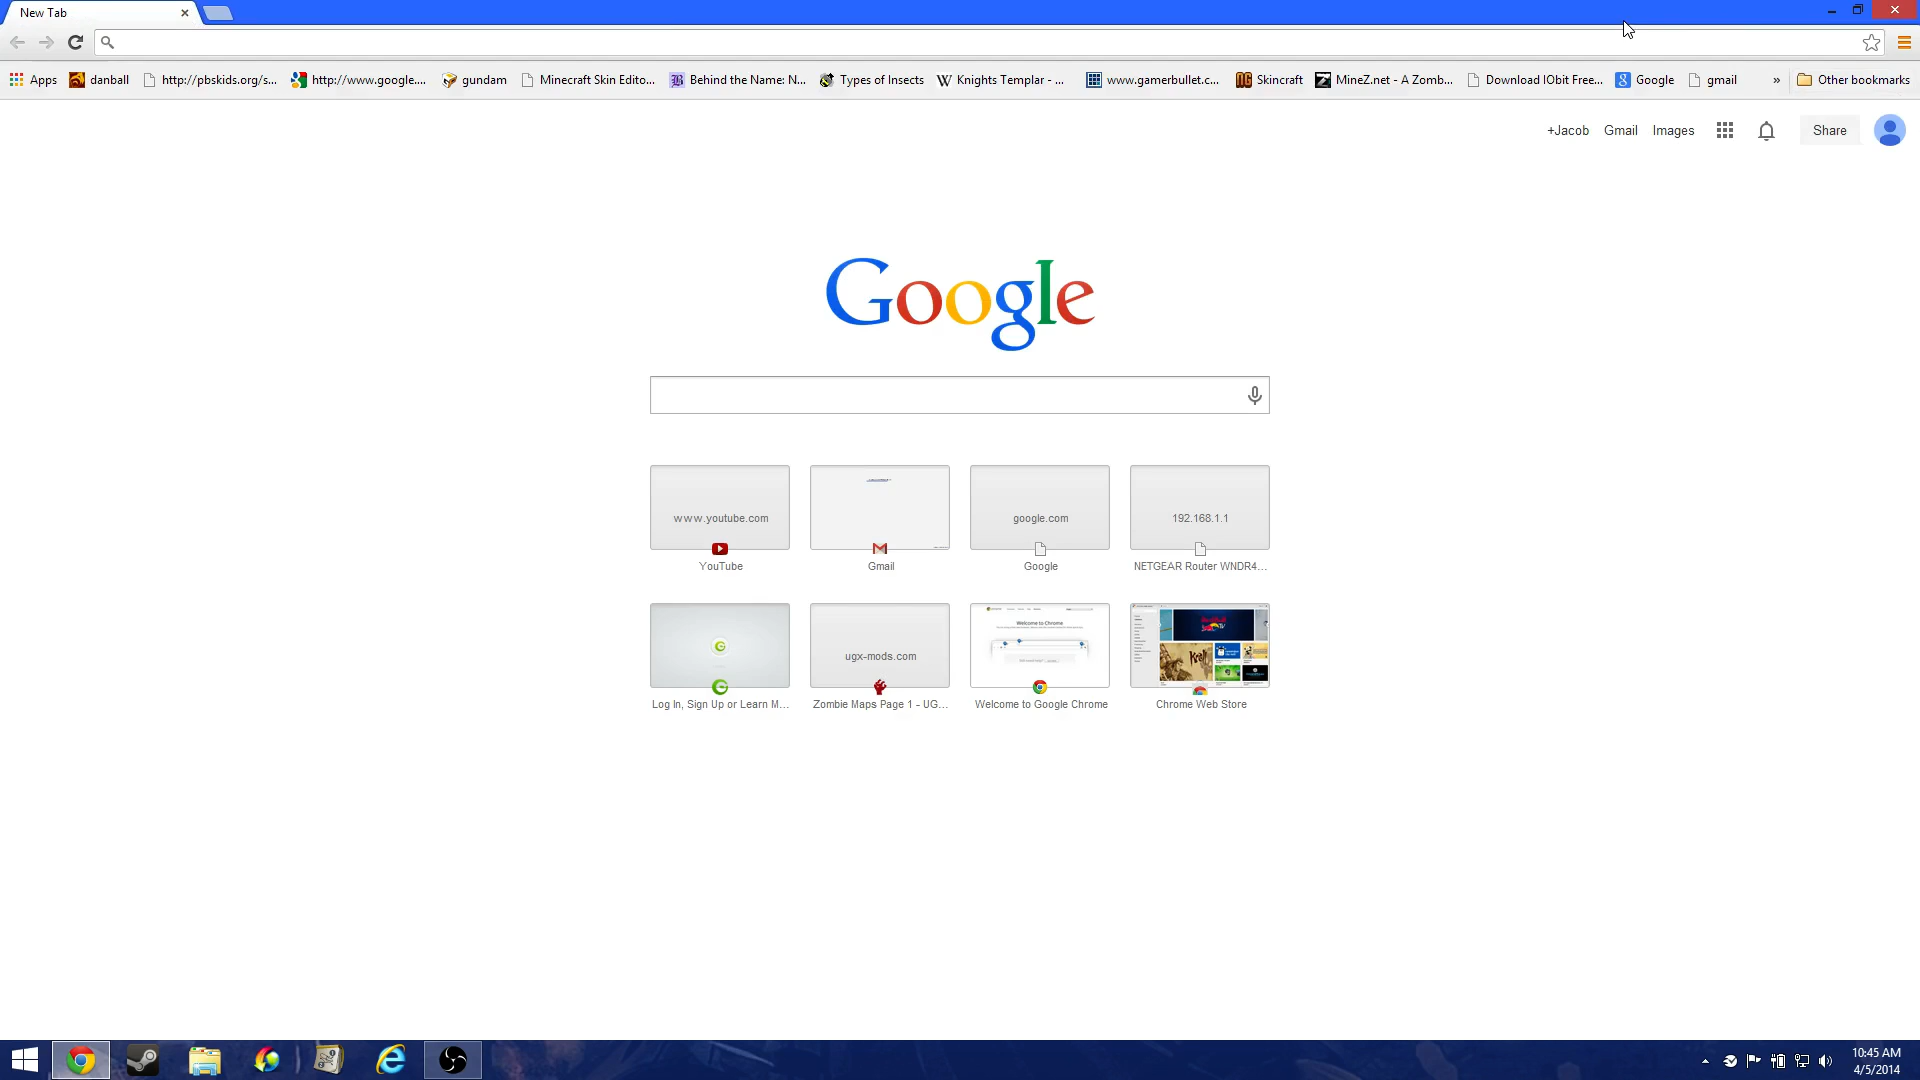 New Tab
Apps danball http://pbskids.org/s... http://www.google.... gundam Minecraft Skin Edito... Behind the Name: N... Types of Insects Knights Templar - ... www.gamerbullet.c... Skincraft MineZ.net - A Zomb... Download IObit Free... Google gmail » Other bookmarks
+Jacob Gmail Images Share
Google
www.youtube.com google.com 192.168.1.1
YouTube Gmail Google NETGEAR Router WNDR4...
ugx-mods.com Welcome to Chrome
Log In, Sign Up or Learn M... Zombie Maps Page 1 - UG... Welcome to Google Chrome Chrome Web Store
10:45 AM
4/5/2014